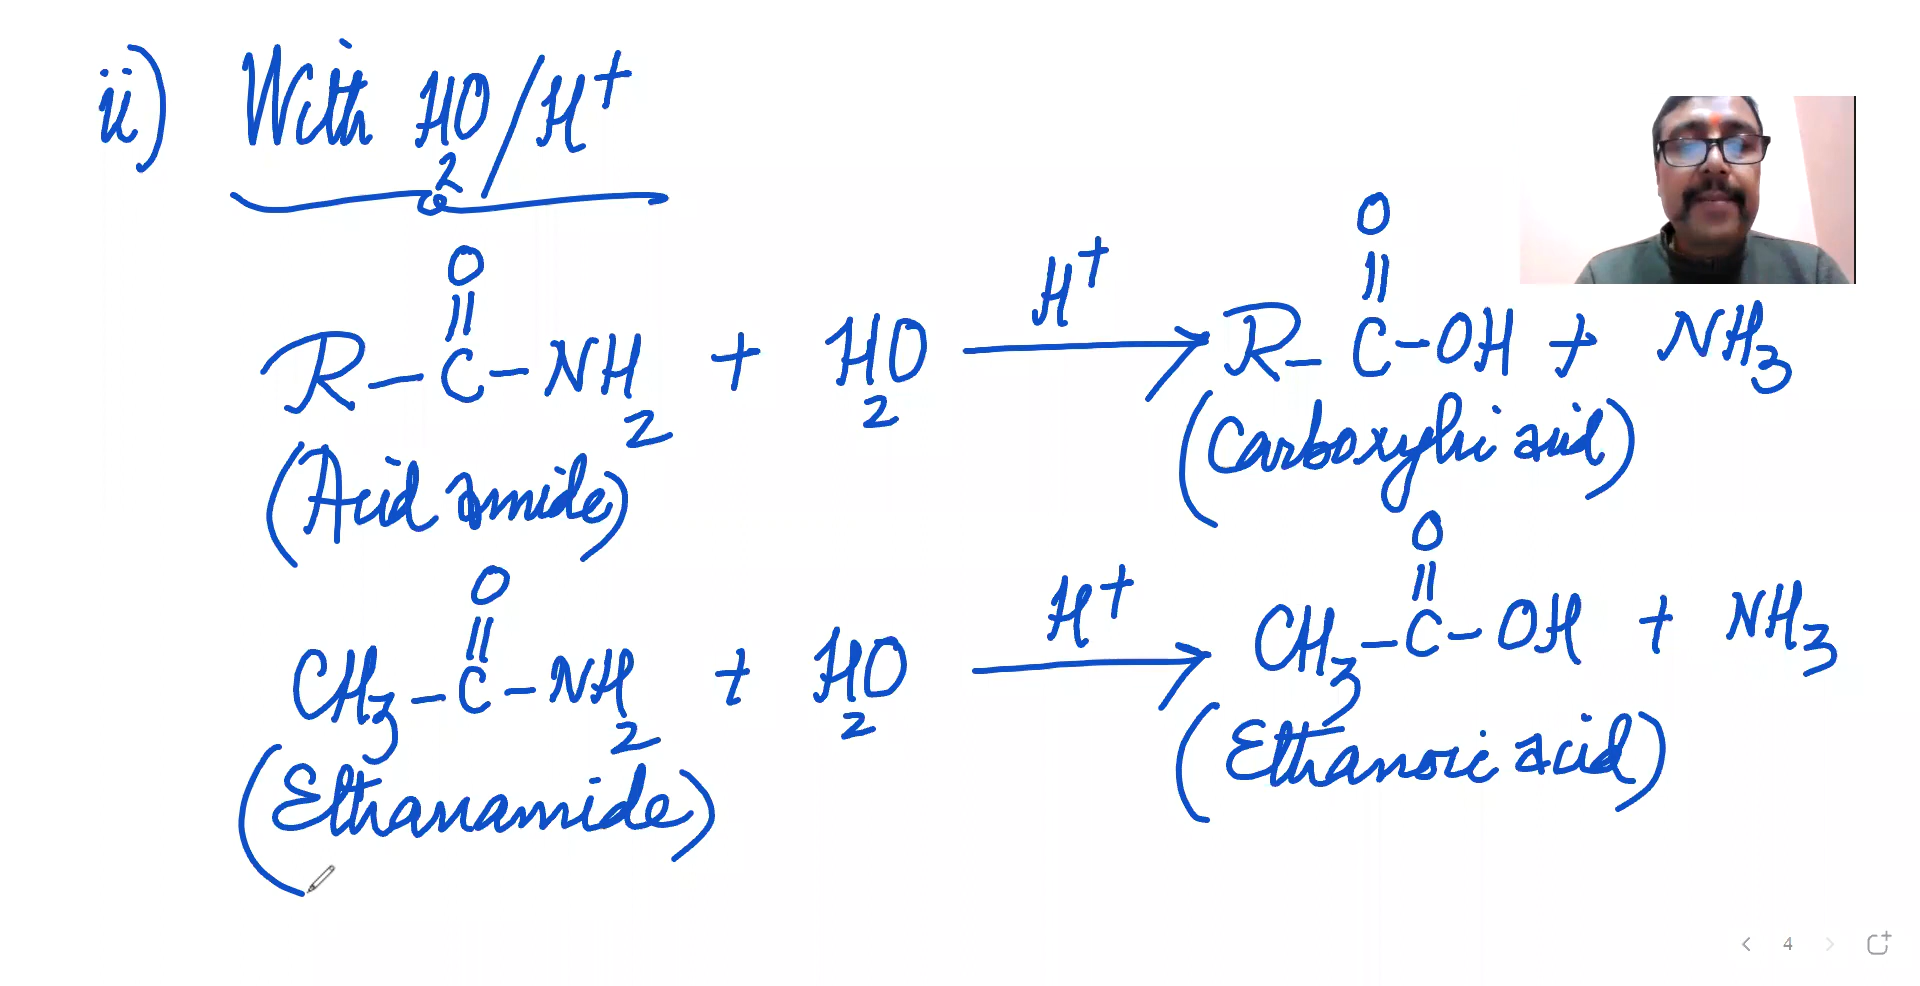 ii) With H2O/H+
O O
|| H+ ||
R-C-NH2 + H2O → R-C-OH + NH3
(Acid amide) (Carboxylic acid)
O O
|| H+ ||
CH3-C-NH2 + H2O → CH3-C-OH + NH3
(Ethanamide) (Ethanoic acid)
4